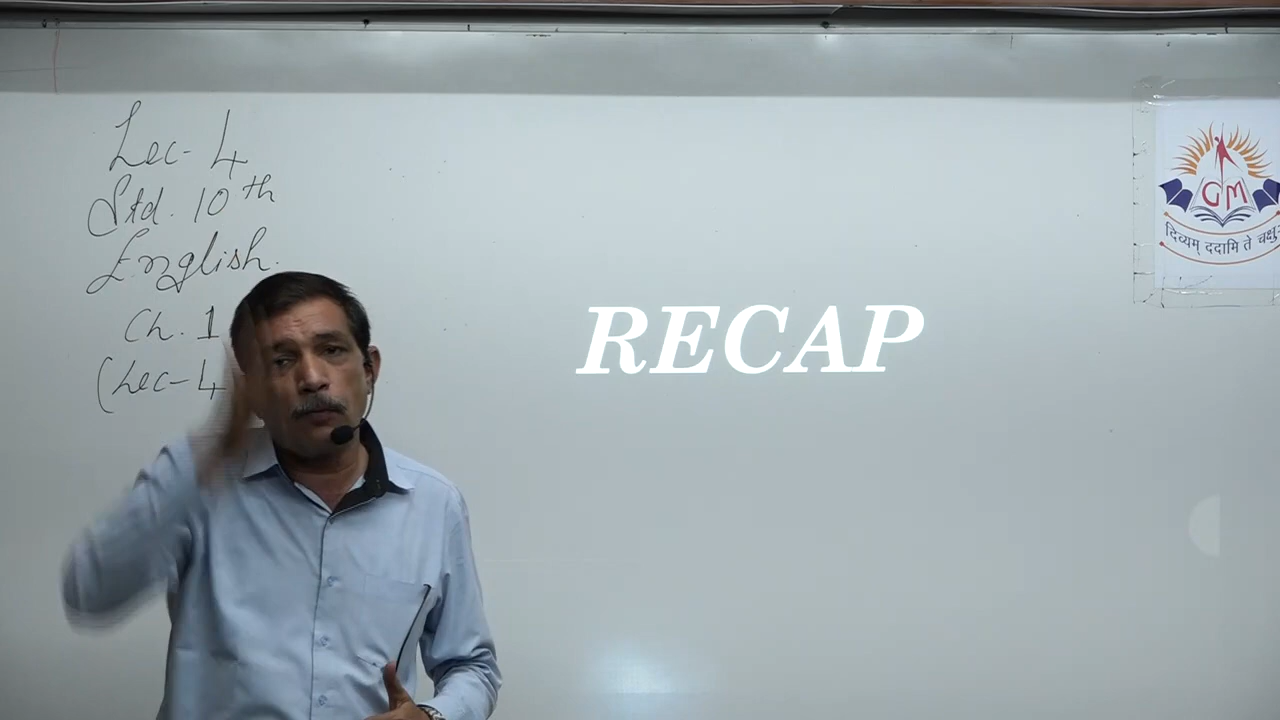 Lec- 4
Std. 10th
English.
Ch. 1
(Lec-4
RECAP
GM
दिव्यम् ददामि ते चक्षु